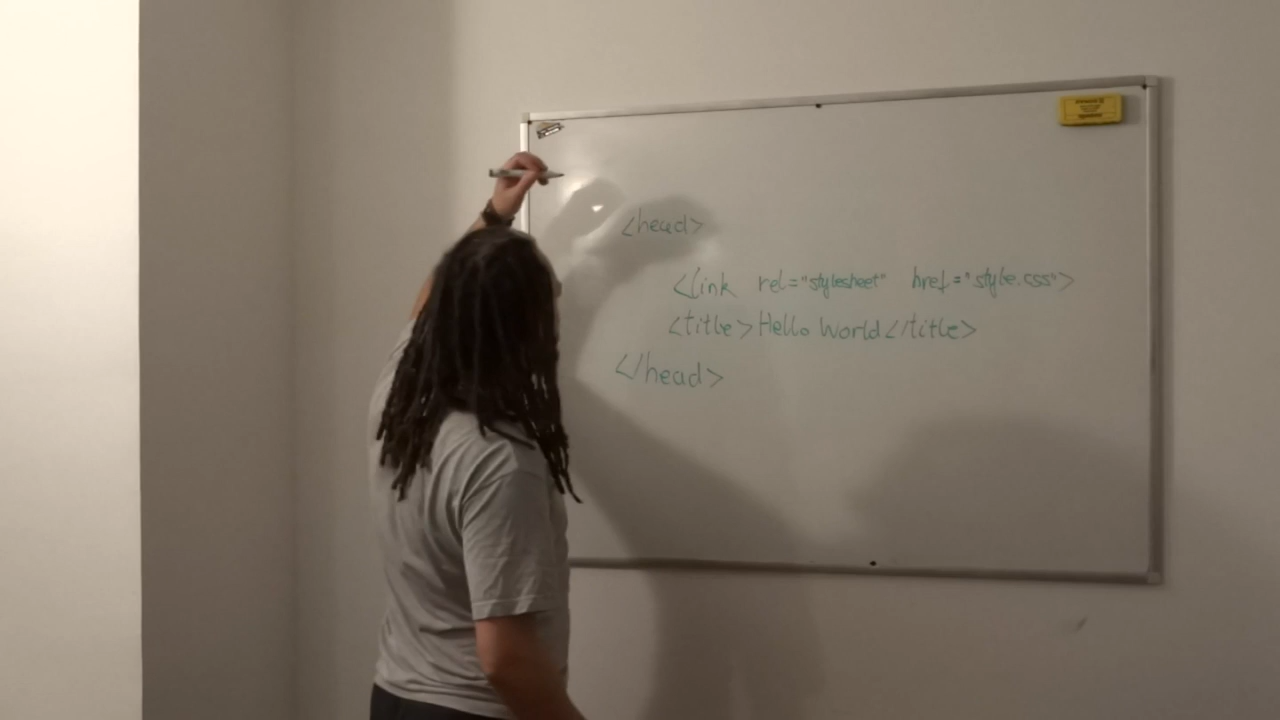 <head>
<link rel="stylesheet" href="style.css">
<title>Hello World</title>
</head>